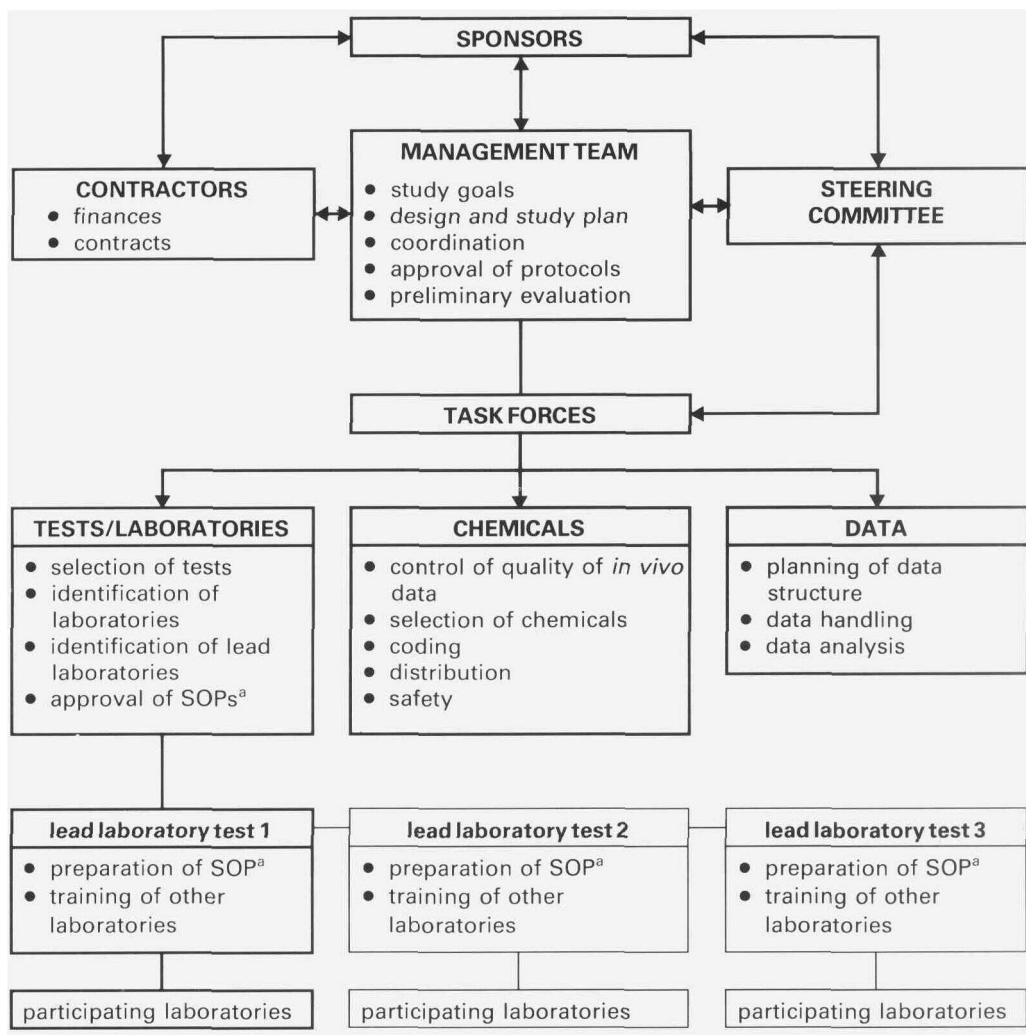 SPONSORS
MANAGEMENT TEAM
• study goals
• design and study plan
• coordination
• approval of protocols
• preliminary evaluation
CONTRACTORS
• finances
• contracts
STEERING
COMMITTEE
TASK FORCES
TESTS/LABORATORIES
• selection of tests
• identification of
laboratories
• identification of lead
laboratories
• approval of SOPsᵃ
CHEMICALS
• control of quality of in vivo
data
• selection of chemicals
• coding
• distribution
• safety
DATA
• planning of data
structure
• data handling
• data analysis
lead laboratory test 1
• preparation of SOPᵃ
• training of other
laboratories
participating laboratories
lead laboratory test 2
• preparation of SOPᵃ
• training of other
laboratories
participating laboratories
lead laboratory test 3
• preparation of SOPᵃ
• training of other
laboratories
participating laboratories